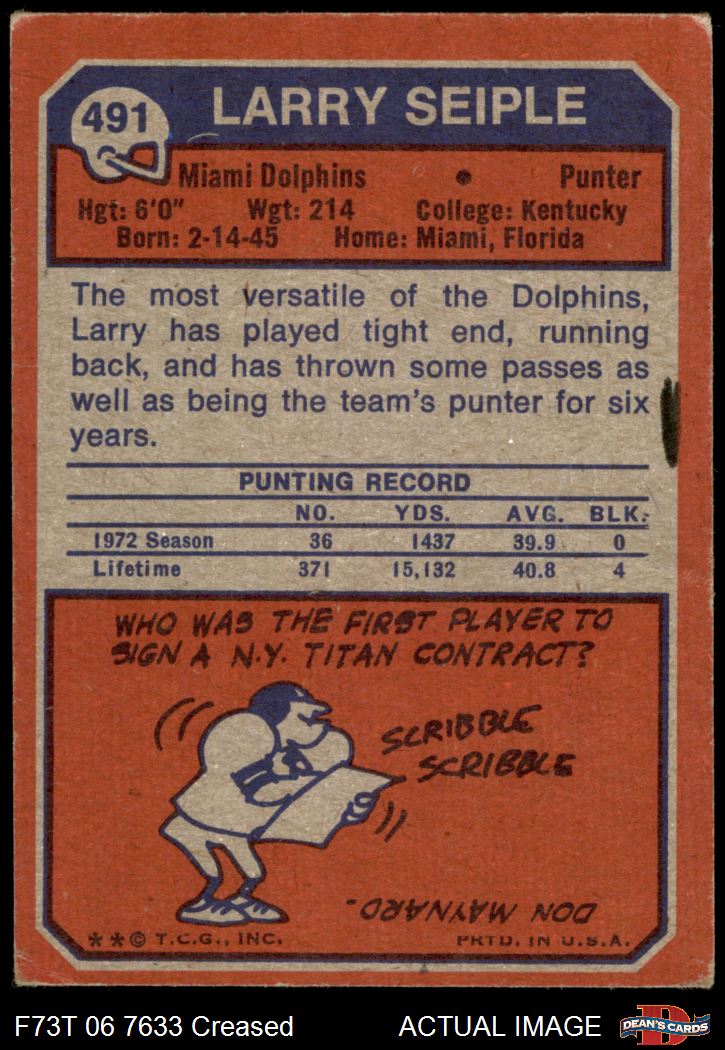 491
LARRY SEIPLE
Miami Dolphins • Punter
Hgt: 6'0" Wgt: 214 College: Kentucky
Born: 2-14-45 Home: Miami, Florida
The most versatile of the Dolphins,
Larry has played tight end, running
back, and has thrown some passes as
well as being the team's punter for six
years.
PUNTING RECORD
NO. YDS. AVG. BLK.
1972 Season 36 1437 39.9 0
Lifetime 371 15,132 40.8 4
WHO WAS THE FIRST PLAYER TO
SIGN A N.Y. TITAN CONTRACT?
SCRIBBLE
SCRIBBLE
DON MAYNARD.
* * © T.C.G., INC. PRTD. IN U.S.A.
F73T 06 7633 Creased ACTUAL IMAGE
D
DEAN'S CARDS